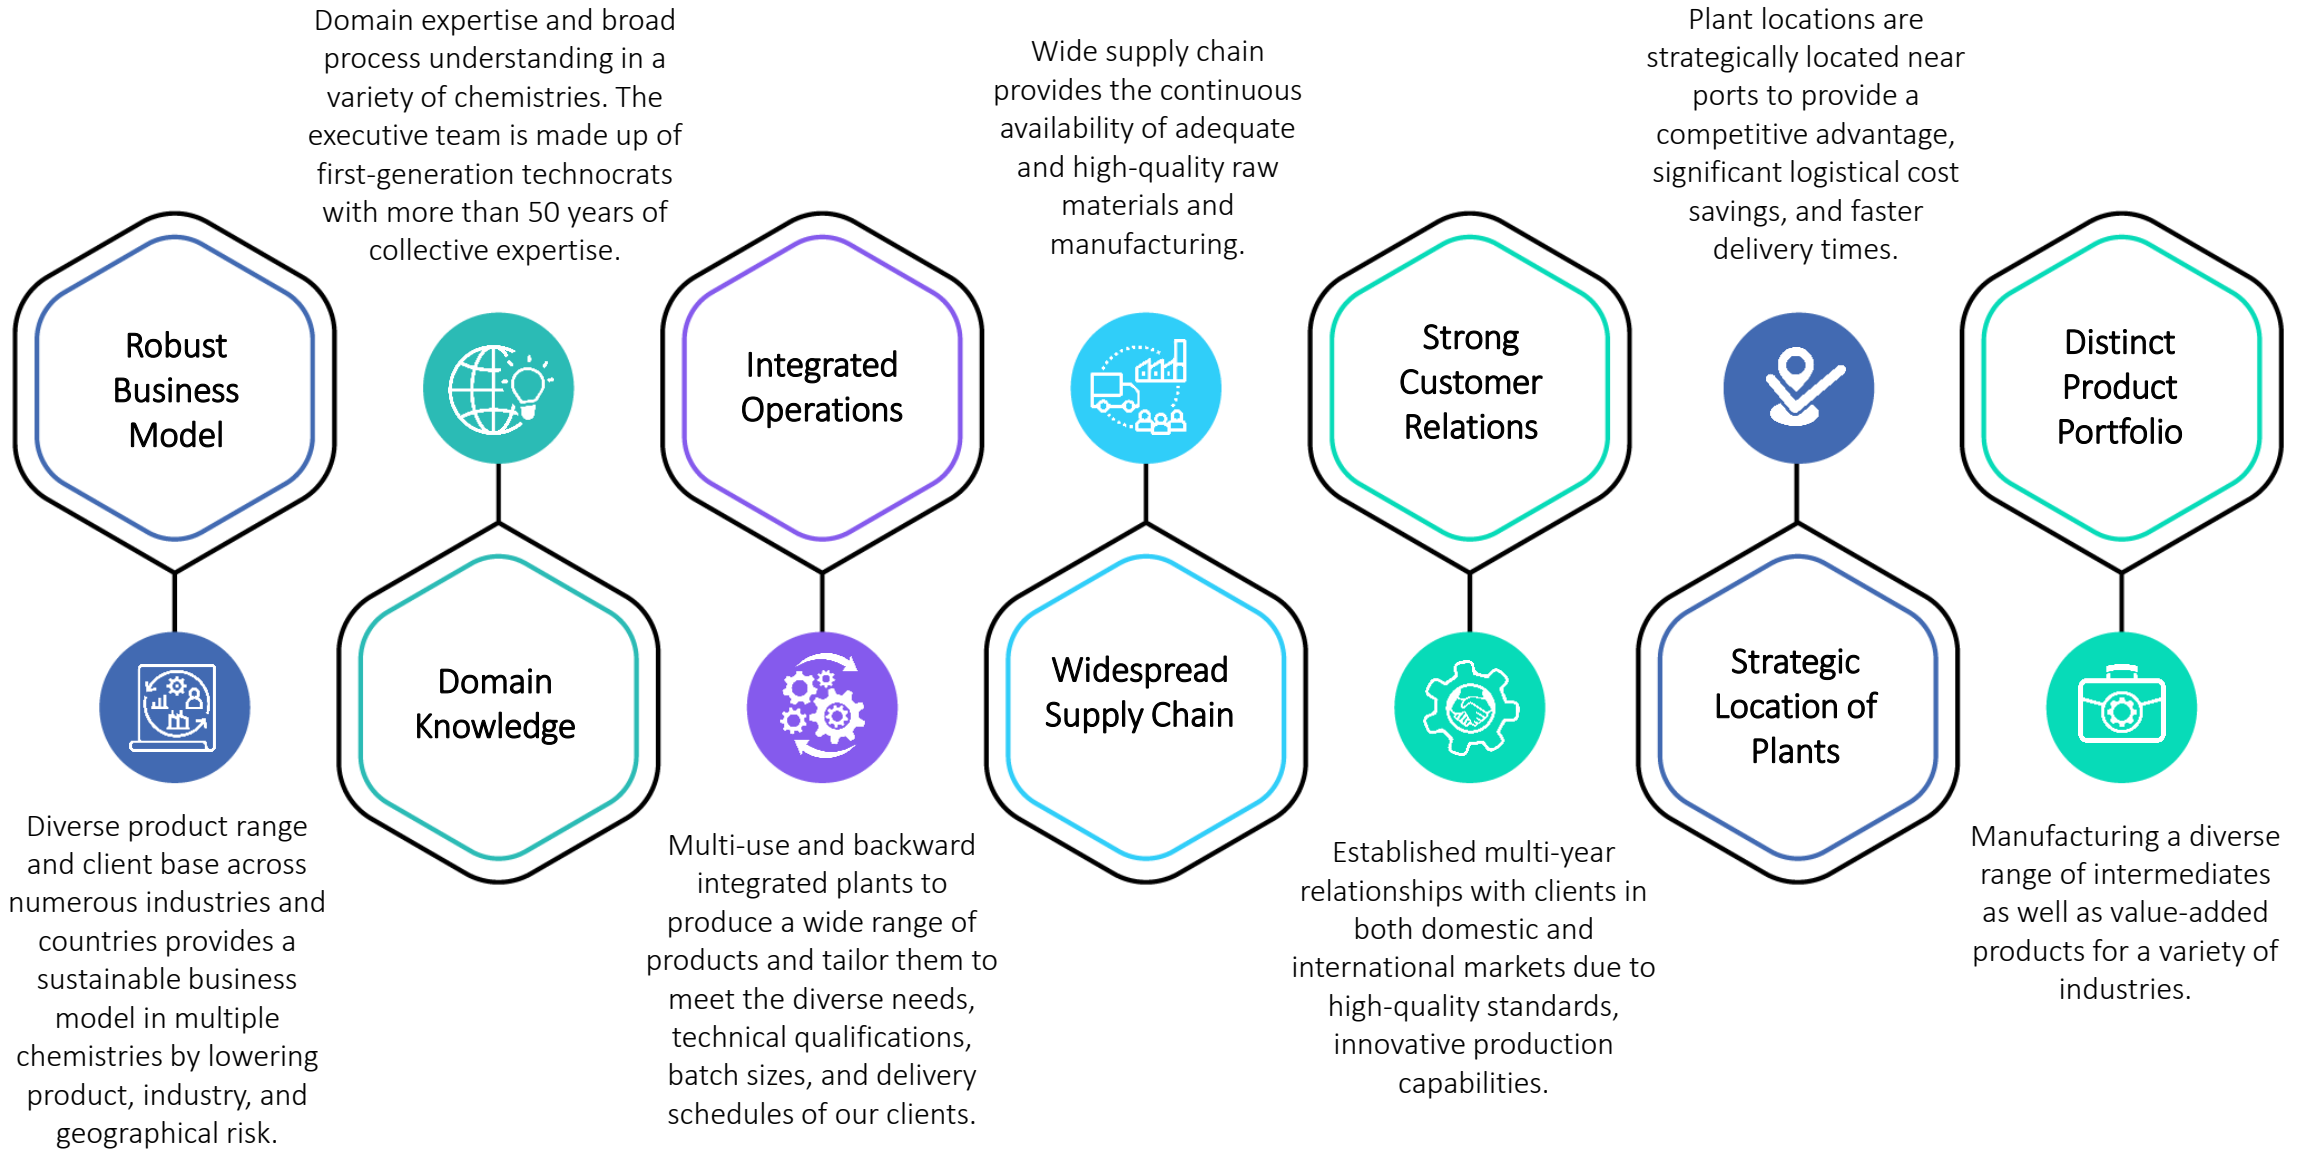 Robust
Business
Model
Diverse product range
and client base across
numerous industries and
countries provides a
sustainable business
model in multiple
chemistries by lowering
product, industry, and
geographical risk.
Domain expertise and broad
process understanding in a
variety of chemistries. The
executive team is made up of
first-generation technocrats
with more than 50 years of
collective expertise.
Domain
Knowledge
Integrated
Operations
Multi-use and backward
integrated plants to
produce a wide range of
products and tailor them to
meet the diverse needs,
technical qualifications,
batch sizes, and delivery
schedules of our clients.
Wide supply chain
provides the continuous
availability of adequate
and high-quality raw
materials and
manufacturing.
Widespread
Supply Chain
Strong
Customer
Relations
Established multi-year
relationships with clients in
both domestic and
international markets due to
high-quality standards,
innovative production
capabilities.
Plant locations are
strategically located near
ports to provide a
competitive advantage,
significant logistical cost
savings, and faster
delivery times.
Strategic
Location of
Plants
Distinct
Product
Portfolio
Manufacturing a diverse
range of intermediates
as well as value-added
products for a variety of
industries.